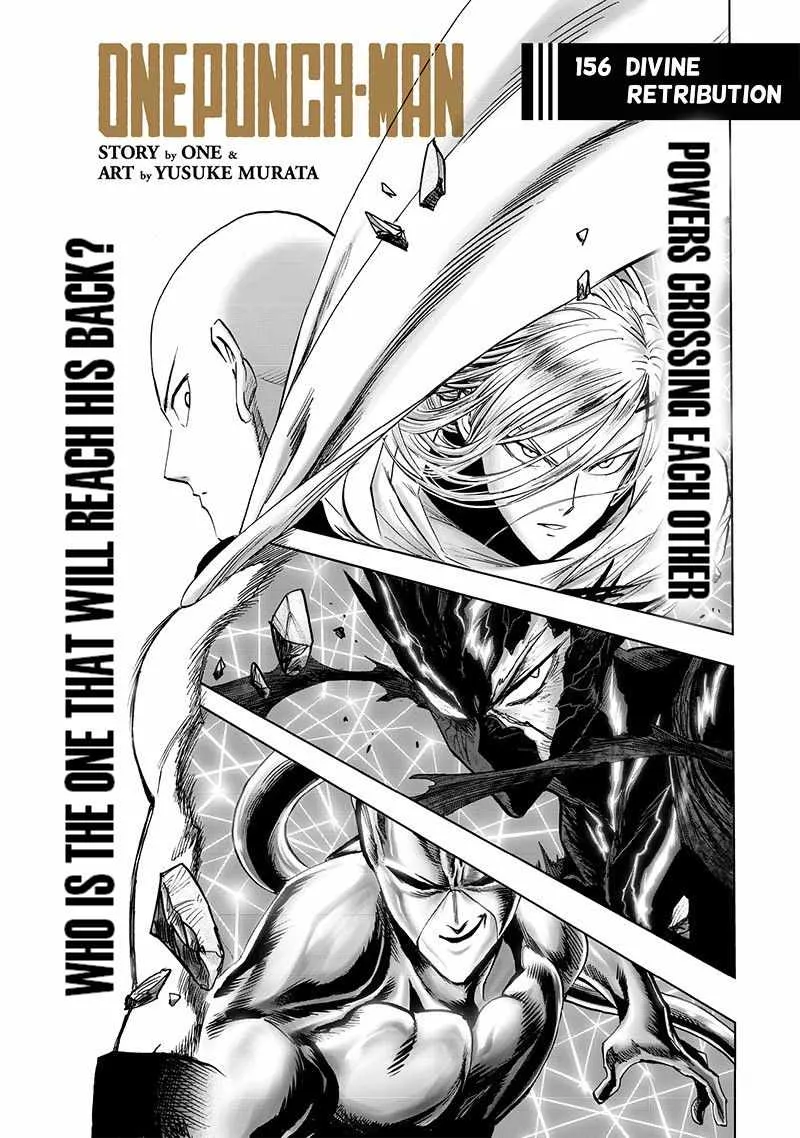 ONEPUNCH-MAN
STORY by ONE &
ART by YUSUKE MURATA
156 DIVINE
RETRIBUTION
POWERS CROSSING EACH OTHER
WHO IS THE ONE THAT WILL REACH HIS BACK?